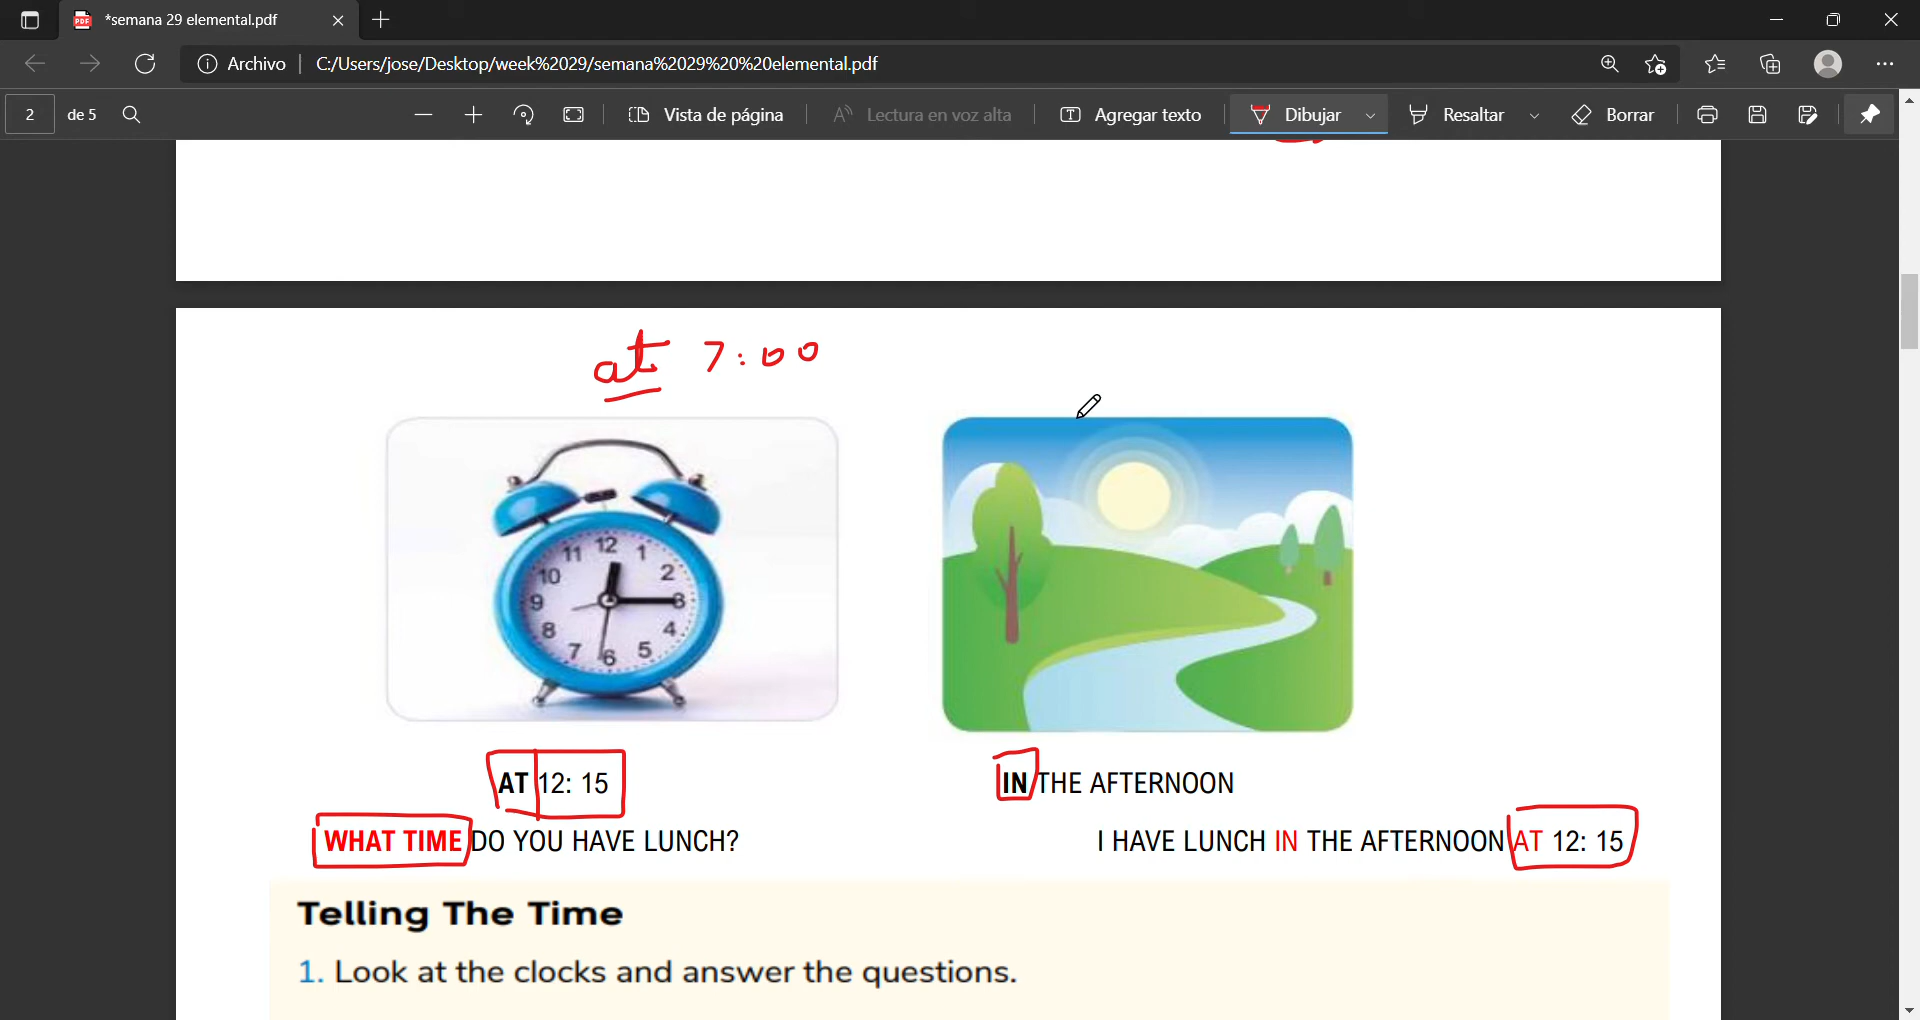 *semana 29 elemental.pdf
Archivo C:/Users/jose/Desktop/week%2029/semana%2029%20%20elemental.pdf
2 de 5 Vista de página Lectura en voz alta Agregar texto Dibujar Resaltar Borrar
at 7:00
12
11 1
10 2
9 3
8 4
7 6 5
AT 12: 15 IN THE AFTERNOON
WHAT TIME DO YOU HAVE LUNCH? I HAVE LUNCH IN THE AFTERNOON AT 12: 15
Telling The Time
1. Look at the clocks and answer the questions.